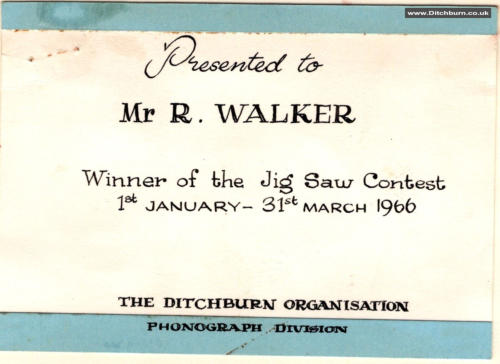 www.Ditchburn.co.uk
Presented to
Mr R. WALKER
Winner of the Jig Saw Contest
1st JANUARY - 31st MARCH 1966
THE DITCHBURN ORGANISATION
PHONOGRAPH DIVISION